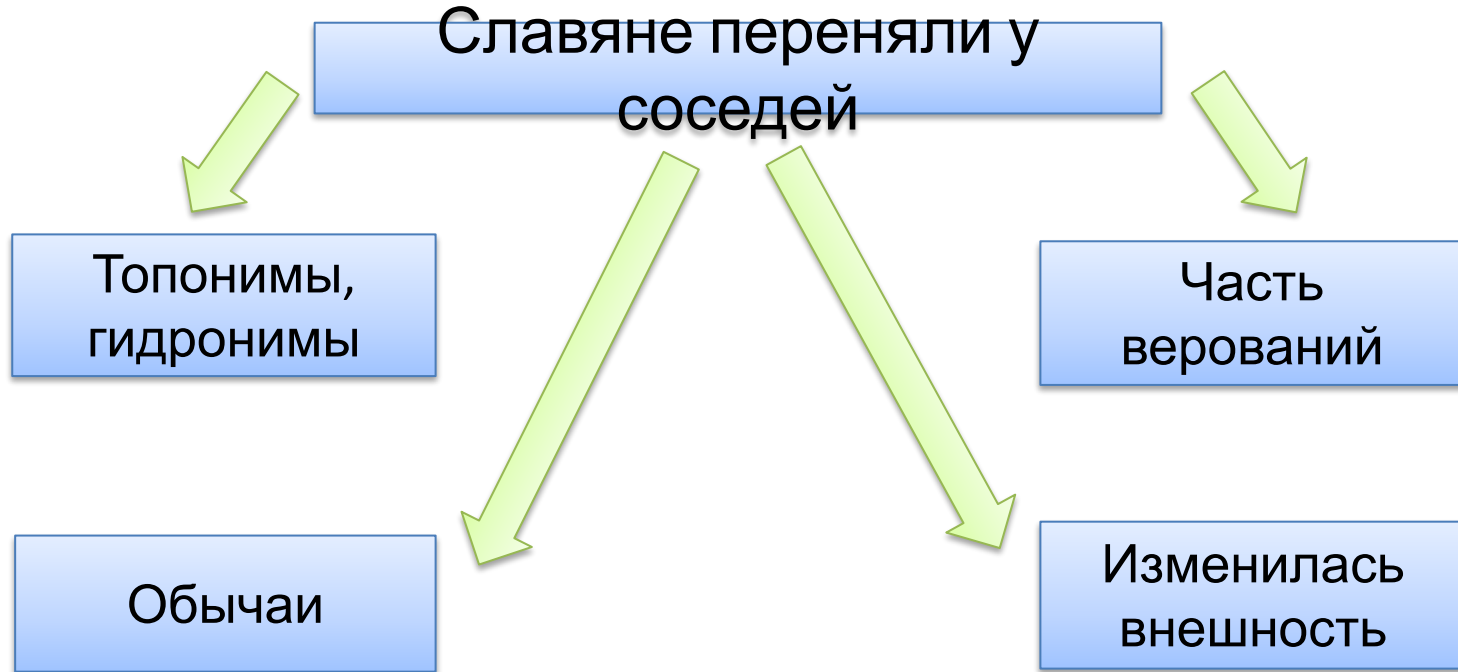 Славяне переняли у
соседей
Топонимы,
гидронимы
Часть
верований
Обычаи
Изменилась
внешность